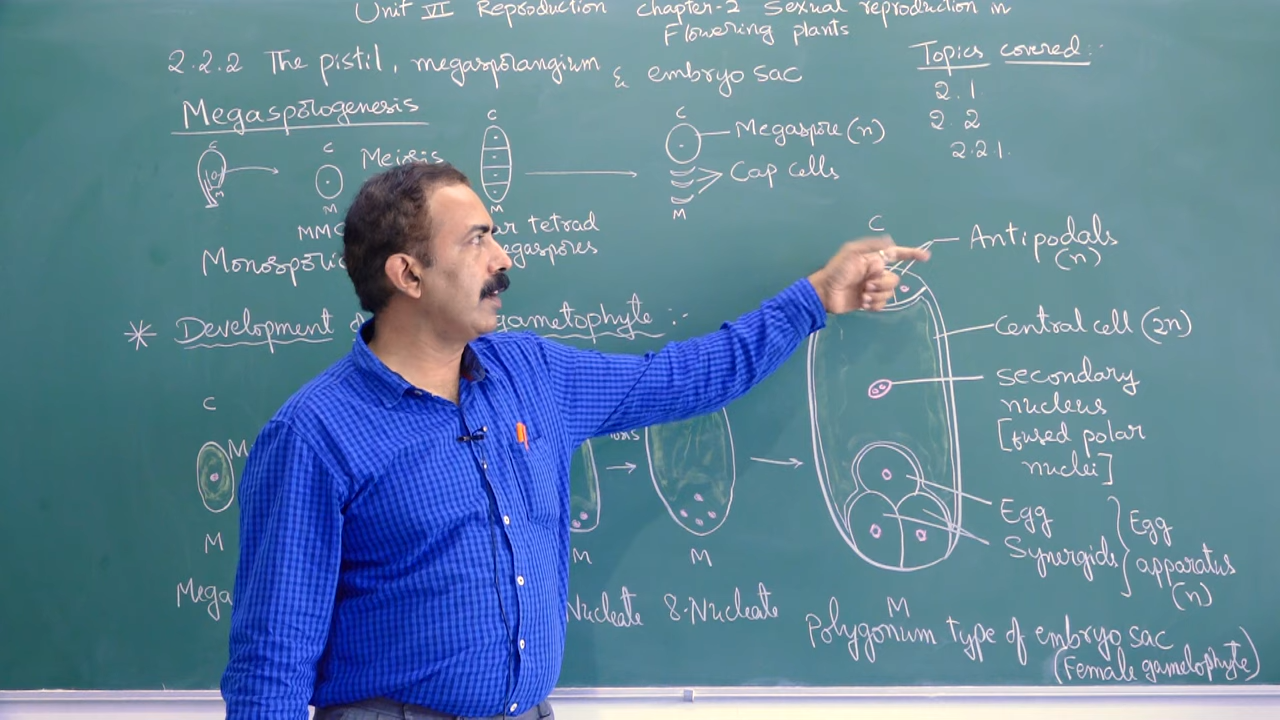 Unit VI Reproduction chapter-2 Sexual reproduction in
Flowering plants
2.2.2 The pistil, megasporangium & embryo sac
Topics covered:-
2.1
2.2
2.2.1.
Megasporogenesis
C
C
Meiosis
C
C
Megaspore (n)
Cap cells
M
M
M
M
MMC
tetrad
Monosporic
C
Antipodals
(n)
* Development gametophyte :-
Central cell (2n)
secondary
nucleus
[fused polar
nuclei]
C
M
M
M
M
Egg
Synergids
Egg
apparatus
(n)
Nucleate 8-Nucleate
M
Polygonum type of embryo sac
(Female gametophyte)